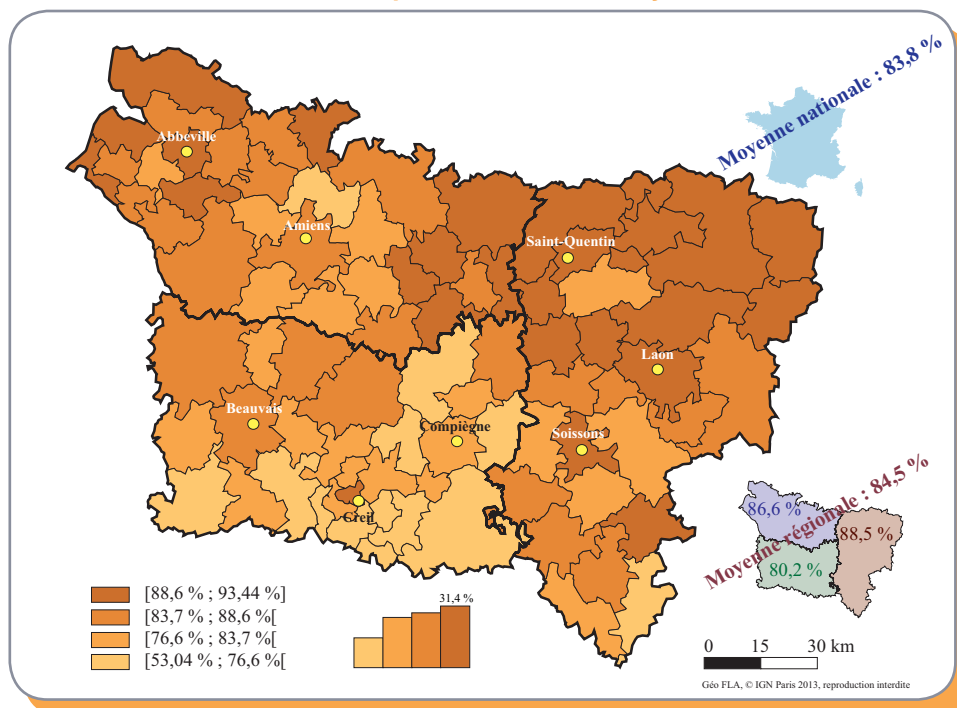 Moyenne nationale : 83,8 %
Abbeville
Amiens
Saint-Quentin
Laon
Beauvais
Compiègne
Soissons
Creil
Moyenne régionale : 84,5 %
86,6 %
88,5 %
80,2 %
[88,6 % ; 93,44 %]
[83,7 % ; 88,6 %[
[76,6 % ; 83,7 %[
[53,04 % ; 76,6 %[
31,4 %
0 15 30 km
Géo FLA, © IGN Paris 2013, reproduction interdite